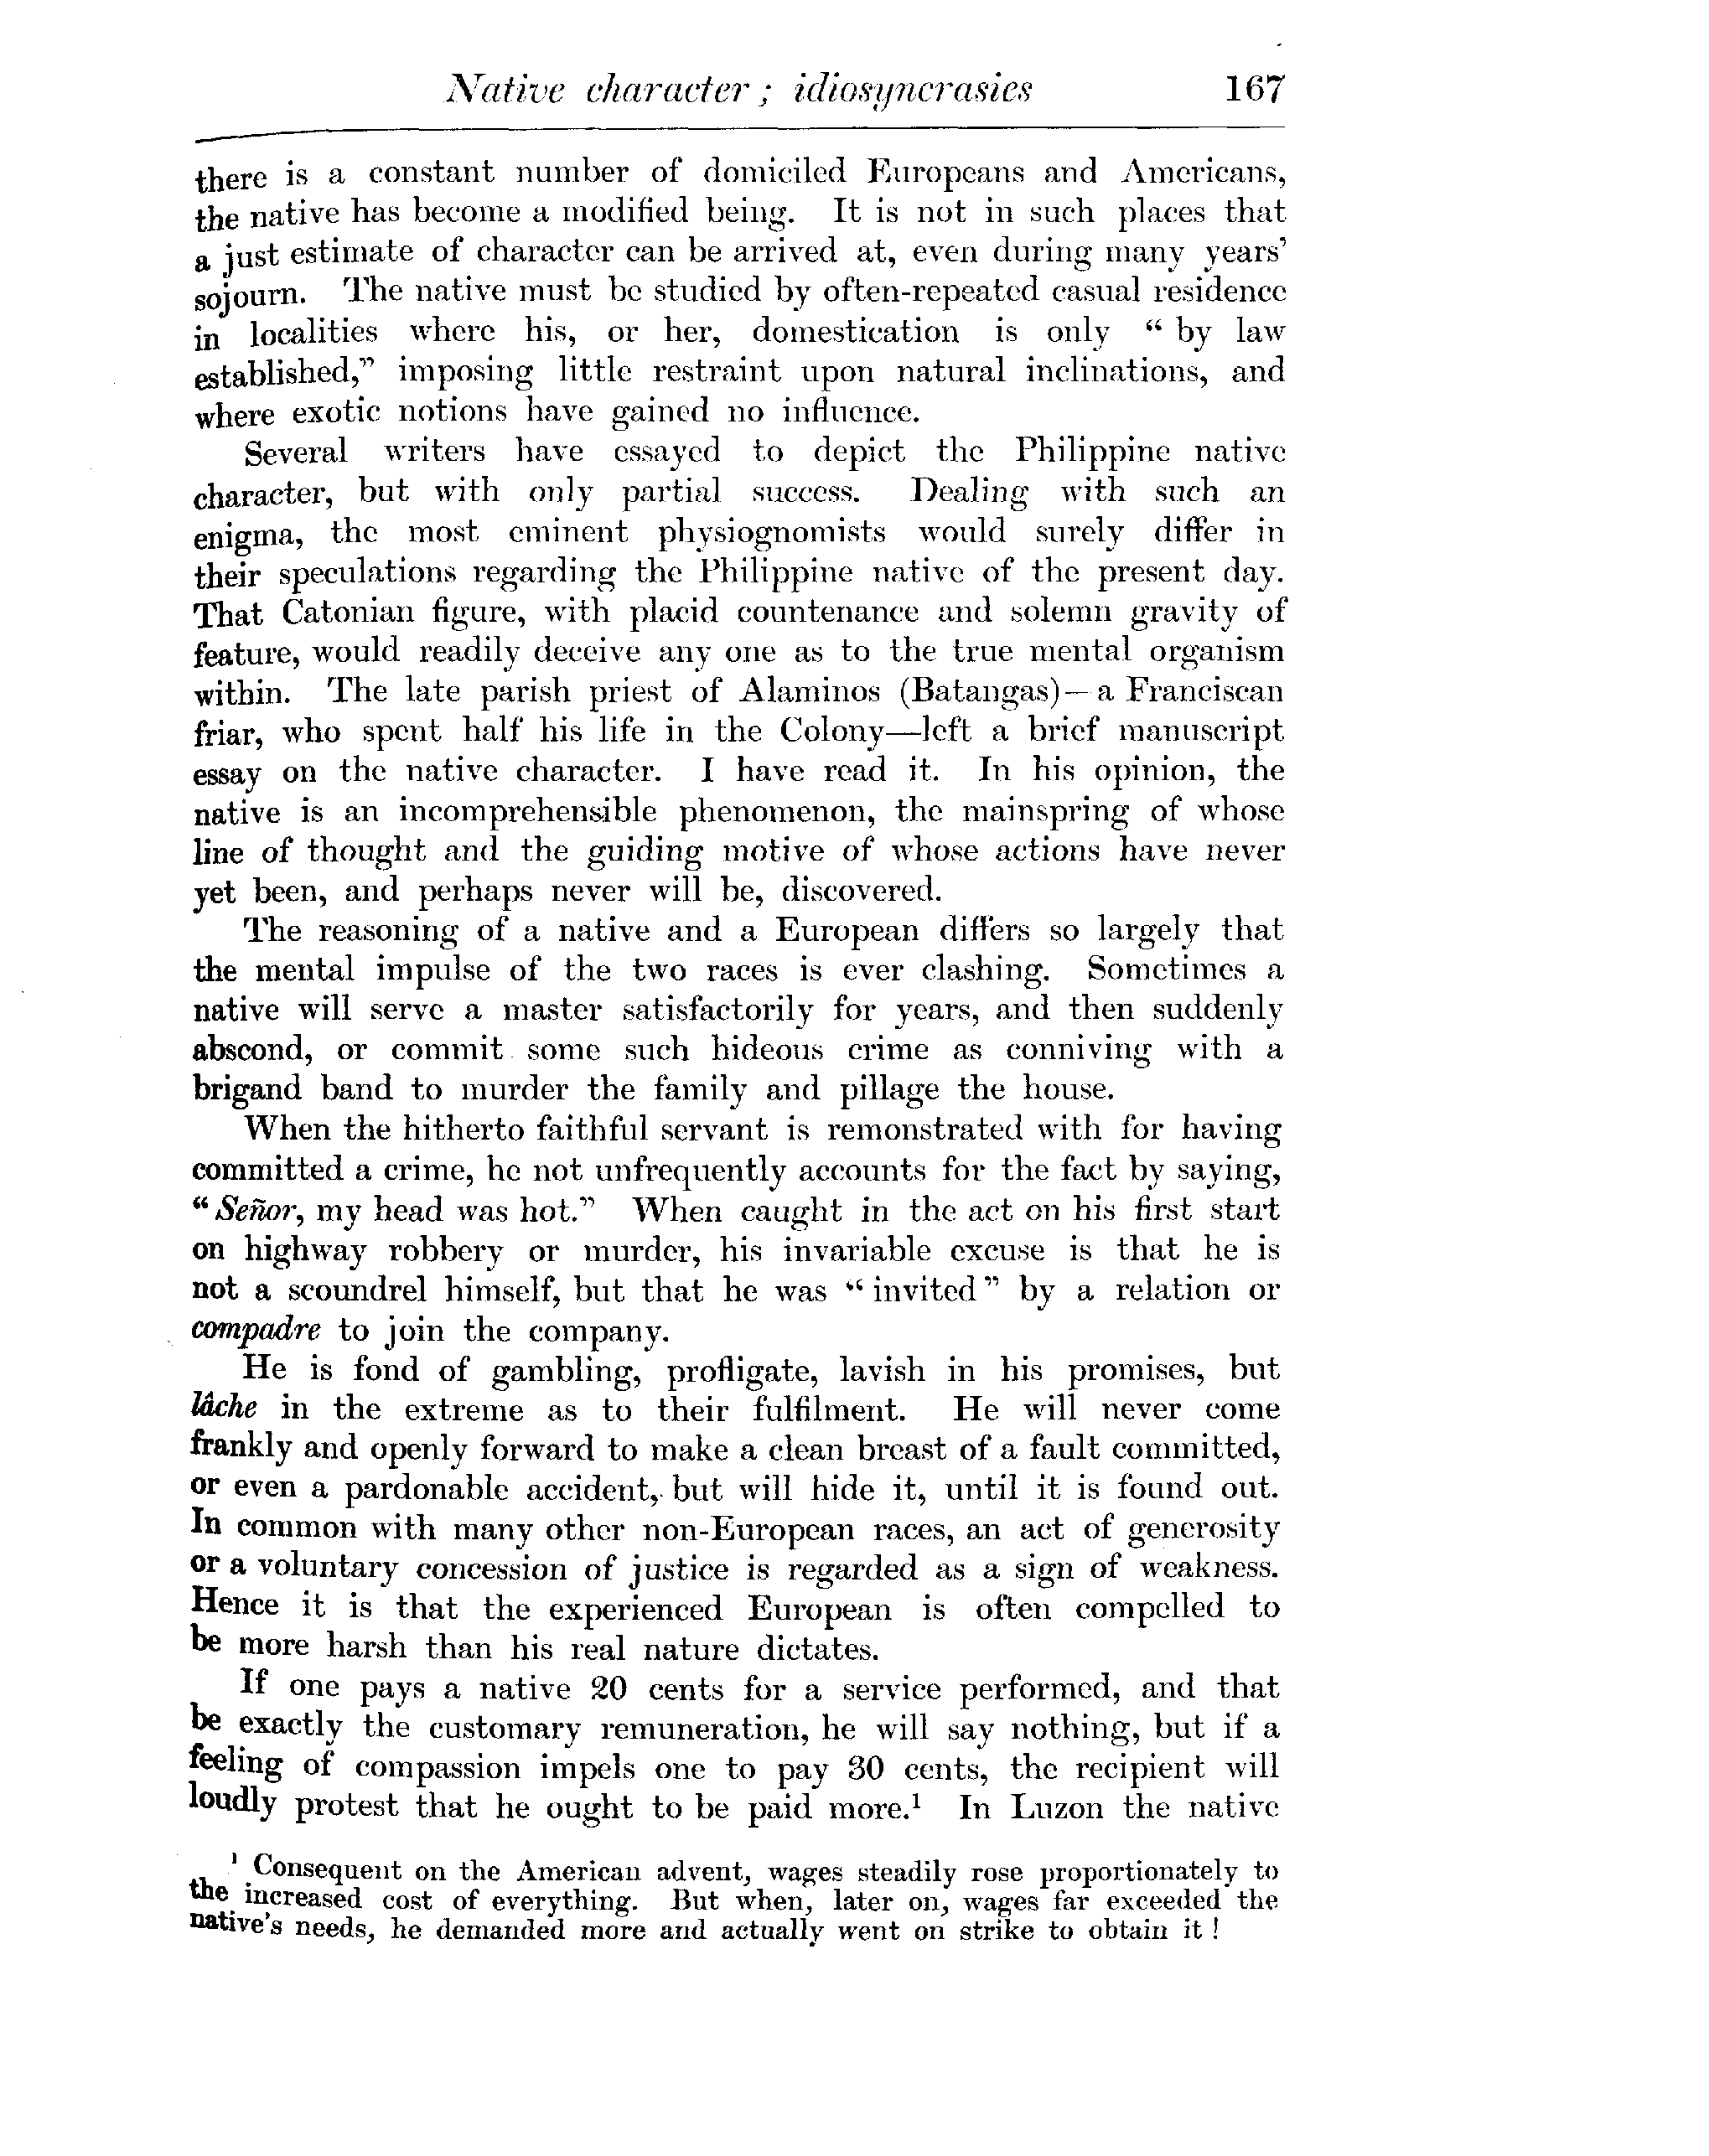 Native character; idiosyncrasies 167
there is a constant number of domiciled Europeans and Americans,
the native has become a modified being. It is not in such places that
a just estimate of character can be arrived at, even during many years'
sojourn. The native must be studied by often-repeated casual residence
in localities where his, or her, domestication is only "by law
established," imposing little restraint upon natural inclinations, and
where exotic notions have gained no influence.
Several writers have essayed to depict the Philippine native
character, but with only partial success. Dealing with such an
enigma, the most eminent physiognomists would surely differ in
their speculations regarding the Philippine native of the present day.
That Catonian figure, with placid countenance and solemn gravity of
feature, would readily deceive any one as to the true mental organism
within. The late parish priest of Alaminos (Batangas)—a Franciscan
friar, who spent half his life in the Colony—left a brief manuscript
essay on the native character. I have read it. In his opinion, the
native is an incomprehensible phenomenon, the mainspring of whose
line of thought and the guiding motive of whose actions have never
yet been, and perhaps never will be, discovered.
The reasoning of a native and a European differs so largely that
the mental impulse of the two races is ever clashing. Sometimes a
native will serve a master satisfactorily for years, and then suddenly
abscond, or commit some such hideous crime as conniving with a
brigand band to murder the family and pillage the house.
When the hitherto faithful servant is remonstrated with for having
committed a crime, he not unfrequently accounts for the fact by saying,
"Señor, my head was hot." When caught in the act on his first start
on highway robbery or murder, his invariable excuse is that he is
not a scoundrel himself, but that he was "invited" by a relation or
compadre to join the company.
He is fond of gambling, profligate, lavish in his promises, but
lâche in the extreme as to their fulfilment. He will never come
frankly and openly forward to make a clean breast of a fault committed,
or even a pardonable accident, but will hide it, until it is found out.
In common with many other non-European races, an act of generosity
or a voluntary concession of justice is regarded as a sign of weakness.
Hence it is that the experienced European is often compelled to
be more harsh than his real nature dictates.
If one pays a native 20 cents for a service performed, and that
be exactly the customary remuneration, he will say nothing, but if a
feeling of compassion impels one to pay 30 cents, the recipient will
loudly protest that he ought to be paid more.¹ In Luzon the native
¹ Consequent on the American advent, wages steadily rose proportionately to
the increased cost of everything. But when, later on, wages far exceeded the
native's needs, he demanded more and actually went on strike to obtain it!